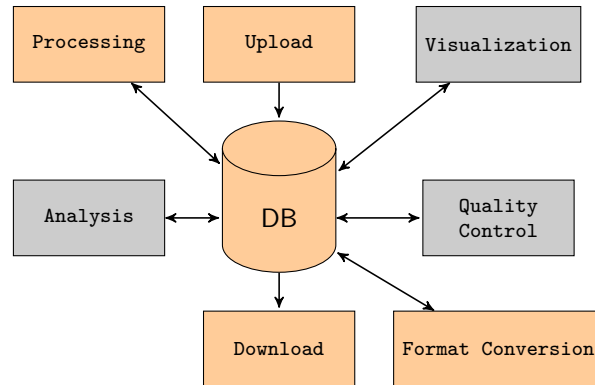 Processing
Upload
Visualization
Analysis
DB
Quality
Control
Download
Format Conversion